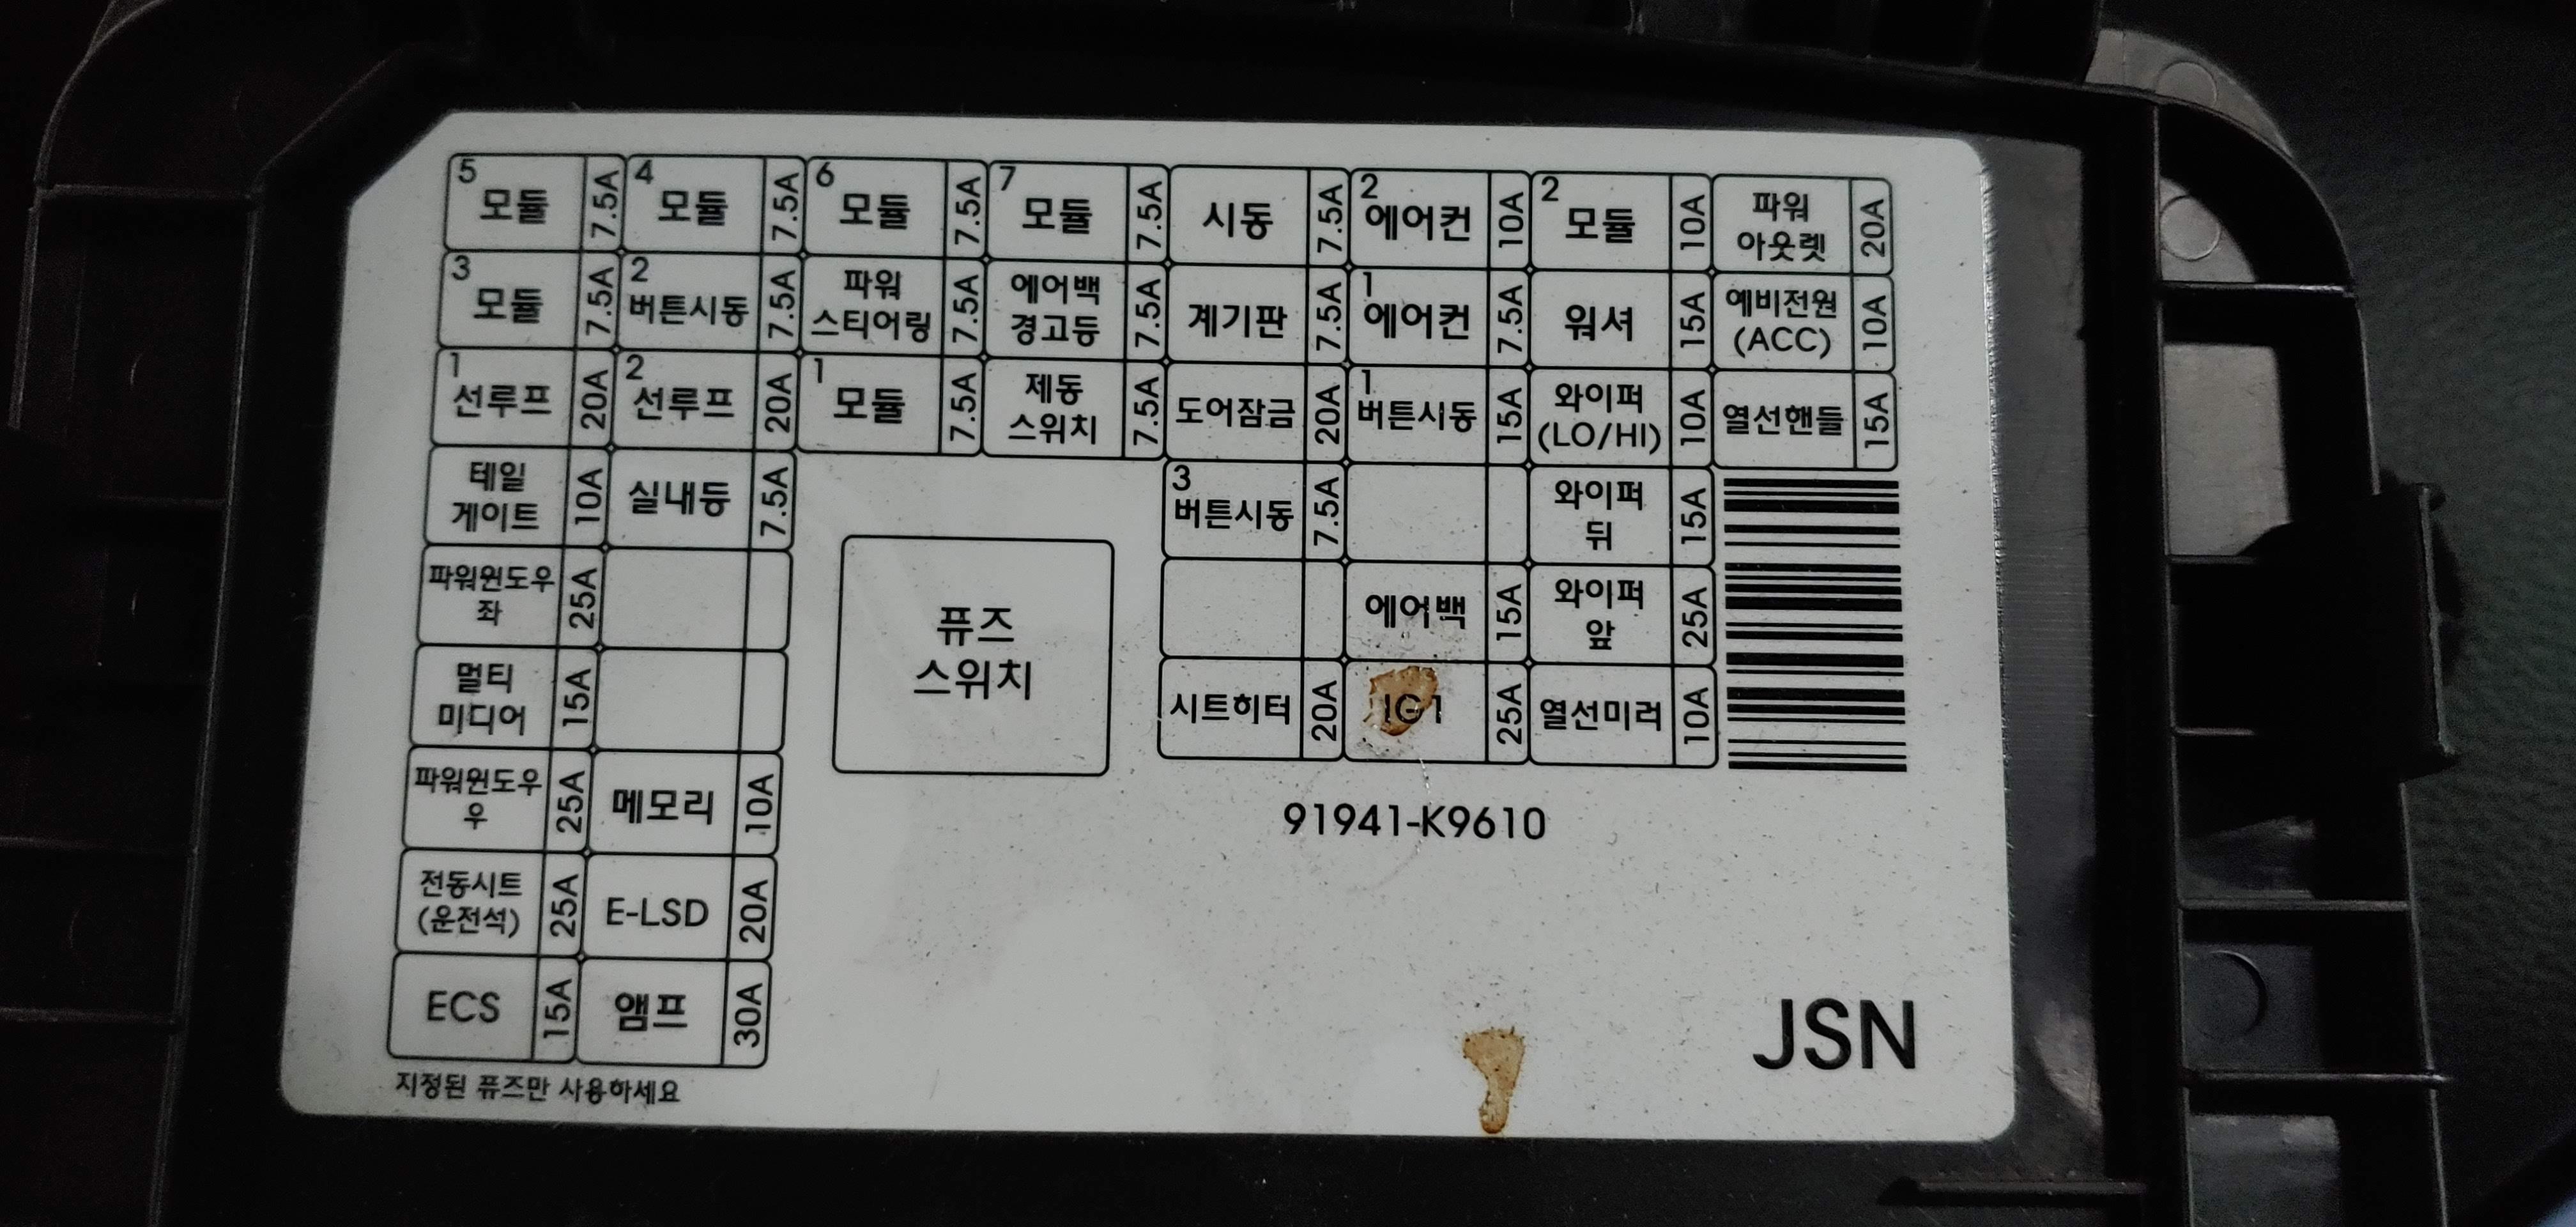 5 모듈 7.5A 4 모듈 7.5A 6 모듈 7.5A 7 모듈 7.5A 시동 7.5A 2 에어컨 10A 2 모듈 10A 파워 아웃렛 20A
3 모듈 7.5A 2 버튼시동 7.5A 파워 스티어링 7.5A 에어백 경고등 7.5A 계기판 7.5A 1 에어컨 7.5A 워셔 15A 예비전원 (ACC) 10A
1 선루프 20A 2 선루프 20A 1 모듈 7.5A 제동 스위치 7.5A 도어잠금 20A 1 버튼시동 15A 와이퍼 (LO/HI) 10A 열선핸들 15A
테일 게이트 10A 실내등 7.5A 3 버튼시동 7.5A 와이퍼 뒤 15A
파워윈도우 좌 25A 에어백 15A 와이퍼 앞 25A
멀티 미디어 15A 시트히터 20A IG1 25A 열선미러 10A
퓨즈
스위치
파워윈도우 우 25A 메모리 10A
91941-K9610
전동시트 (운전석) 25A E-LSD 20A
ECS 15A 앰프 30A
JSN
지정된 퓨즈만 사용하세요